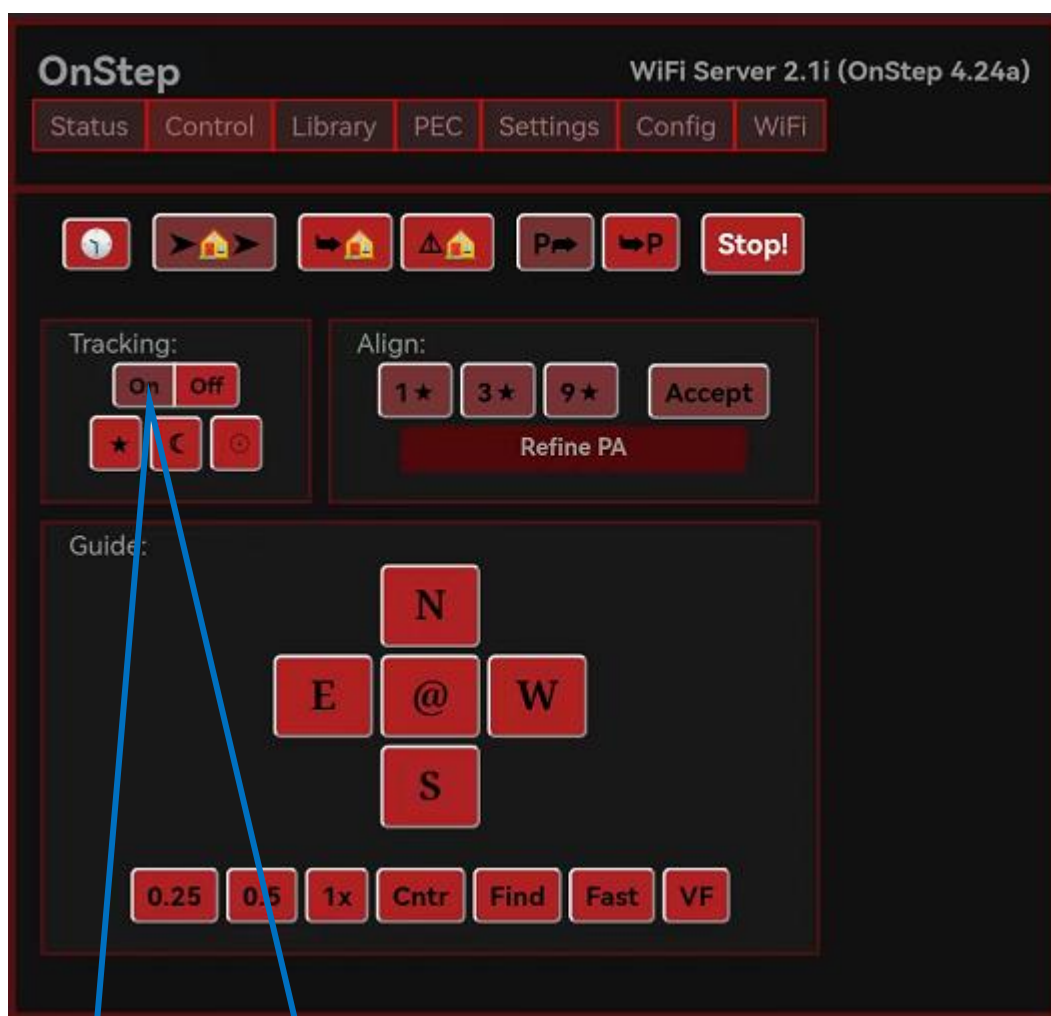 OnStep
WiFi Server 2.1i (OnStep 4.24a)
Status Control Library PEC Settings Config WiFi
P➨ ⮩P Stop!
Tracking:
On Off
Align:
1★ 3★ 9★ Accept
Refine PA
Guide:
N
E @ W
S
0.25 0.5 1x Cntr Find Fast VF